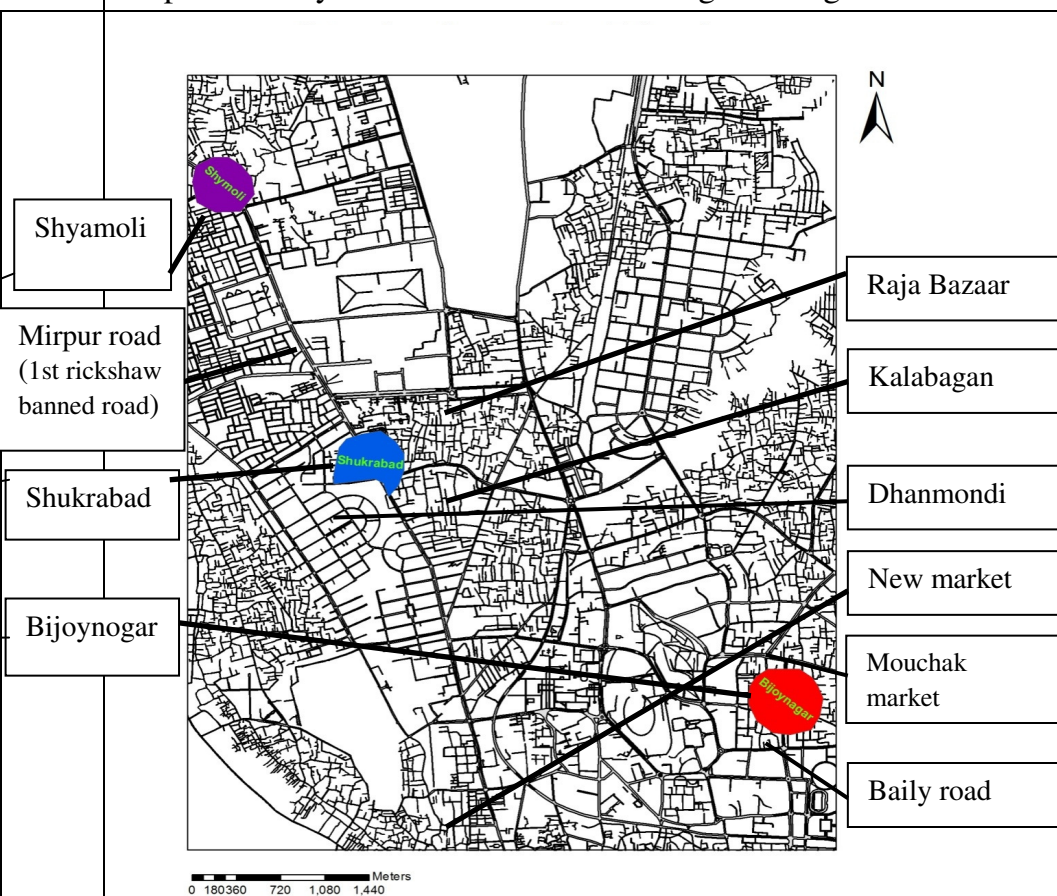 N
Shymoli
Shyamoli
Raja Bazaar
Mirpur road
(1st rickshaw
banned road)
Kalabagan
Shukrabad
Shukrabad
Dhanmondi
New market
Bijoynogar
Mouchak
market
Bijoynagar
Baily road
Meters
0 180360 720 1,080 1,440